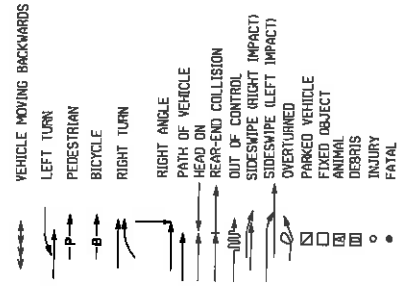 VEHICLE MOVING BACKWARDS
LEFT TURN
P PEDESTRIAN
B BICYCLE
RIGHT TURN
RIGHT ANGLE
PATH OF VEHICLE
HEAD ON
REAR-END COLLISION
OUT OF CONTROL
SIDESWIPE (RIGHT IMPACT)
SIDESWIPE (LEFT IMPACT)
OVERTURNED
PARKED VEHICLE
FIXED OBJECT
A ANIMAL
D DEBRIS
INJURY
FATAL